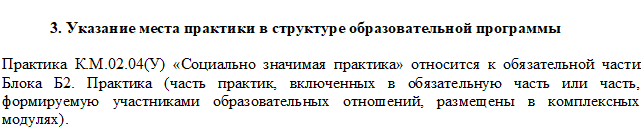 3. Указание места практики в структуре образовательной программы
Практика К.М.02.04(У) «Социально значимая практика» относится к обязательной части
Блока Б2. Практика (часть практик, включенных в обязательную часть или часть,
формируемую участниками образовательных отношений, размещены в комплексных
модулях).